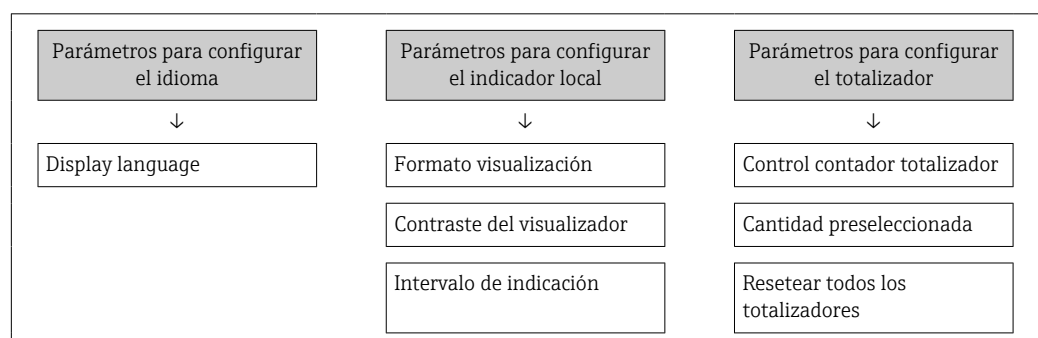 Parámetros para configurar
el idioma
↓
Display language
Parámetros para configurar
el indicador local
↓
Formato visualización
Contraste del visualizador
Intervalo de indicación
Parámetros para configurar
el totalizador
↓
Control contador totalizador
Cantidad preseleccionada
Resetear todos los
totalizadores